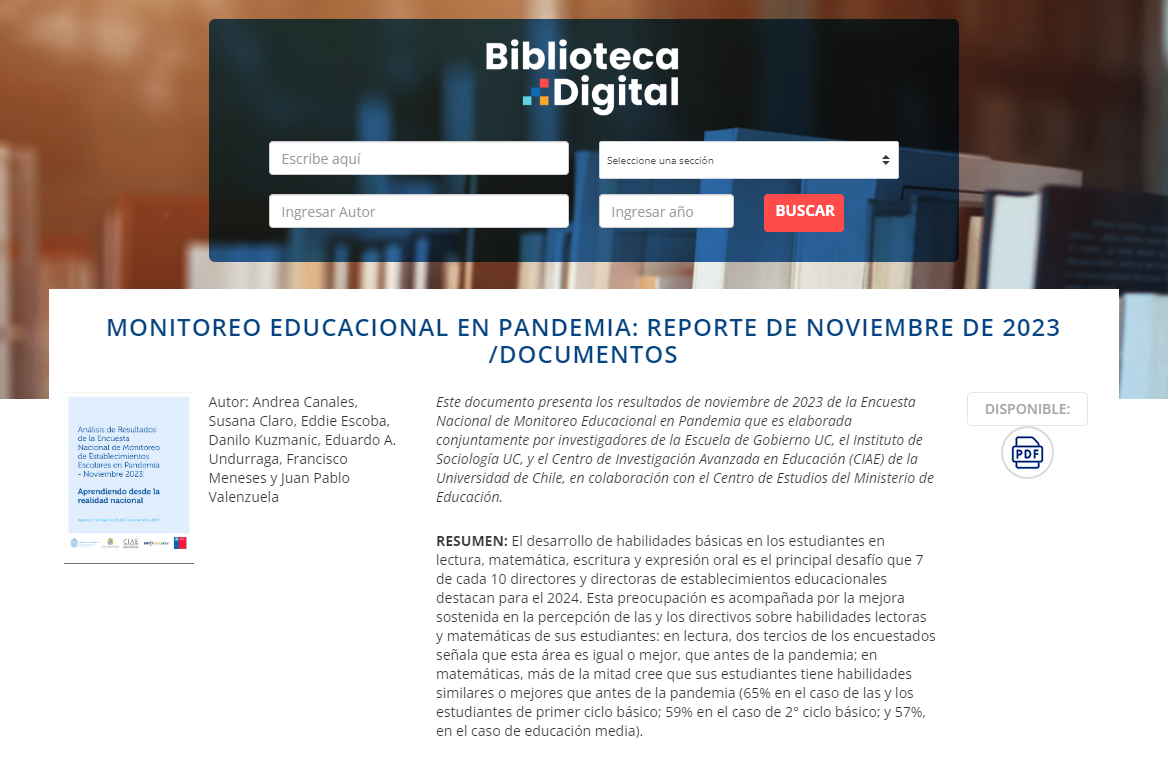 Biblioteca
Digital
Escribe aquí
Seleccione una sección
Ingresar Autor
Ingresar año
BUSCAR
MONITOREO EDUCACIONAL EN PANDEMIA: REPORTE DE NOVIEMBRE DE 2023
/DOCUMENTOS
Análisis de Resultados
de la Encuesta
Nacional de Monitoreo
de Establecimientos
Escolares en Pandemia
- Noviembre 2023:
Aprendiendo desde la
realidad nacional
CIAE
Autor: Andrea Canales,
Susana Claro, Eddie Escoba,
Danilo Kuzmanic, Eduardo A.
Undurraga, Francisco
Meneses y Juan Pablo
Valenzuela
Este documento presenta los resultados de noviembre de 2023 de la Encuesta
Nacional de Monitoreo Educacional en Pandemia que es elaborada
conjuntamente por investigadores de la Escuela de Gobierno UC, el Instituto de
Sociología UC, y el Centro de Investigación Avanzada en Educación (CIAE) de la
Universidad de Chile, en colaboración con el Centro de Estudios del Ministerio de
Educación.
RESUMEN: El desarrollo de habilidades básicas en los estudiantes en
lectura, matemática, escritura y expresión oral es el principal desafío que 7
de cada 10 directores y directoras de establecimientos educacionales
destacan para el 2024. Esta preocupación es acompañada por la mejora
sostenida en la percepción de las y los directivos sobre habilidades lectoras
y matemáticas de sus estudiantes: en lectura, dos tercios de los encuestados
señala que esta área es igual o mejor, que antes de la pandemia; en
matemáticas, más de la mitad cree que sus estudiantes tiene habilidades
similares o mejores que antes de la pandemia (65% en el caso de las y los
estudiantes de primer ciclo básico; 59% en el caso de 2° ciclo básico; y 57%,
en el caso de educación media).
DISPONIBLE:
PDF